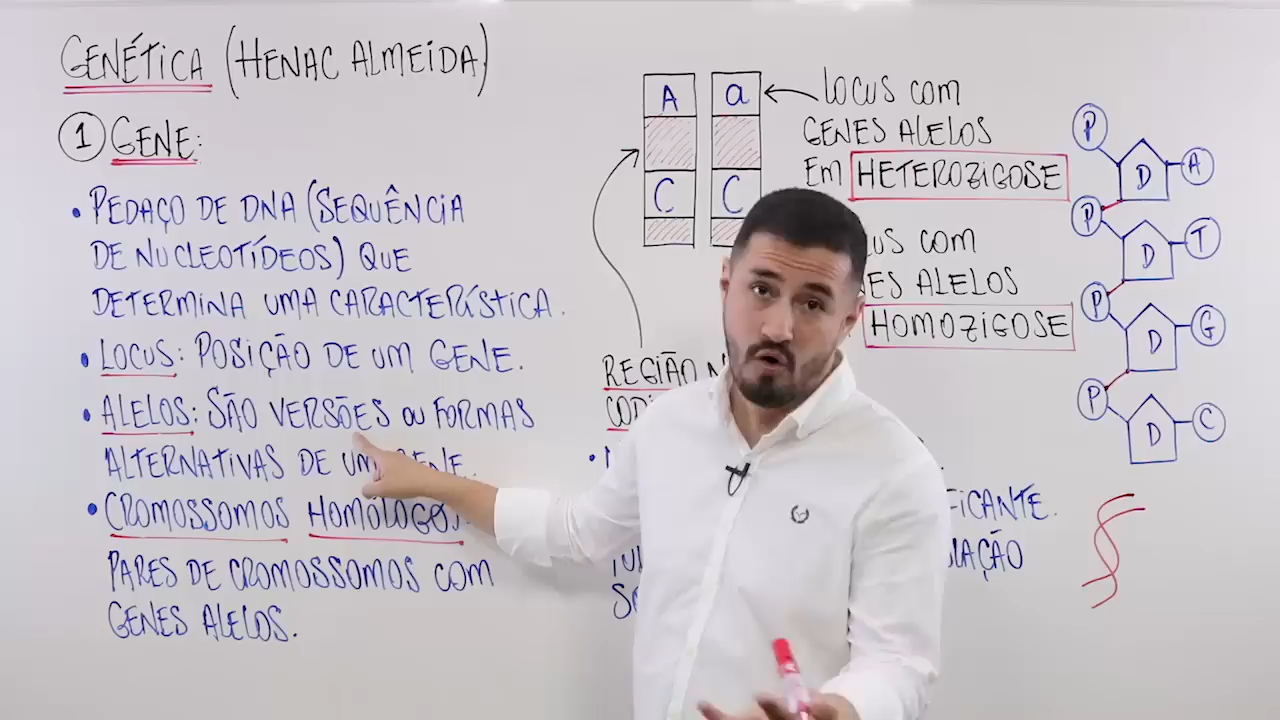 GENÉTICA (HENAC ALMEIDA)
1 GENE:
• PEDAÇO DE DNA (SEQUÊNCIA
DE NUCLEOTÍDEOS) QUE
DETERMINA UMA CARACTERÍSTICA.
• LOCUS: POSIÇÃO DE UM GENE.
• ALELOS: SÃO VERSÕES OU FORMAS
ALTERNATIVAS DE UM GENE.
• CROMOSSOMOS HOMÓLOGOS:
PARES DE CROMOSSOMOS COM
GENES ALELOS.
A a
C C
LOCUS COM
GENES ALELOS
EM HETEROZIGOSE
COM
ALELOS
HOMOZIGOSE
REGIÃO
P D A
P D T
P D G
P D C